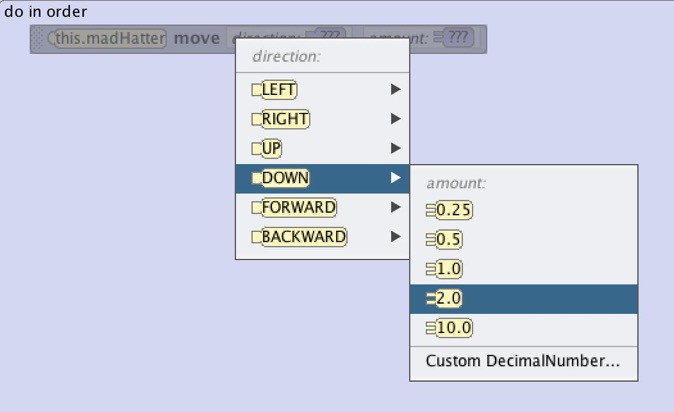 do in order
this.madHatter move direction: ??? amount: ???
direction:
LEFT
RIGHT
UP
DOWN
FORWARD
BACKWARD
amount:
0.25
0.5
1.0
2.0
10.0
Custom DecimalNumber...